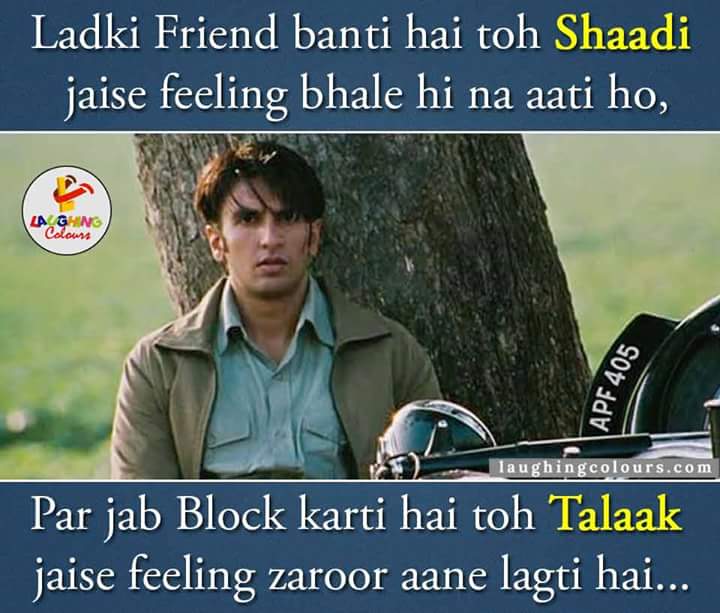 Ladki Friend banti hai toh Shaadi
jaise feeling bhale hi na aati ho,
LAUGHING
Colours
APF 405
laughingcolours.com
Par jab Block karti hai toh Talaak
jaise feeling zaroor aane lagti hai...